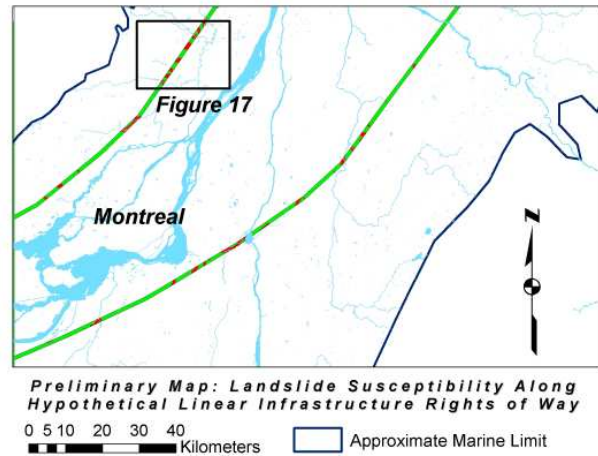 Figure 17
Montreal
N
Preliminary Map: Landslide Susceptibility Along
Hypothetical Linear Infrastructure Rights of Way
0 5 10 20 30 40
Kilometers
Approximate Marine Limit